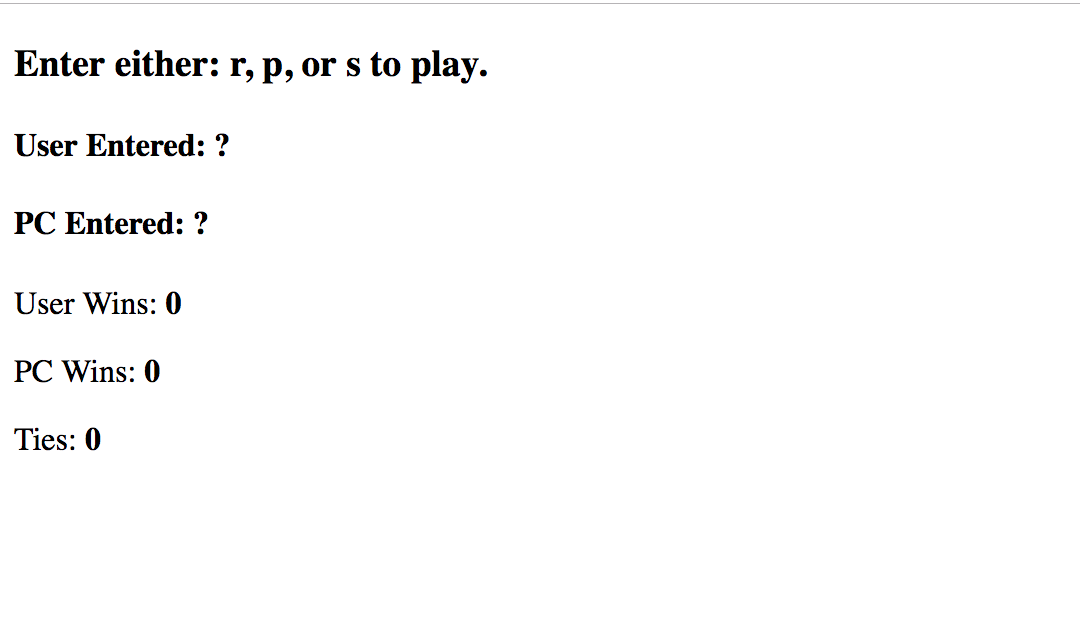 Enter either: r, p, or s to play.
User Entered: ?
PC Entered: ?
User Wins: 0
PC Wins: 0
Ties: 0